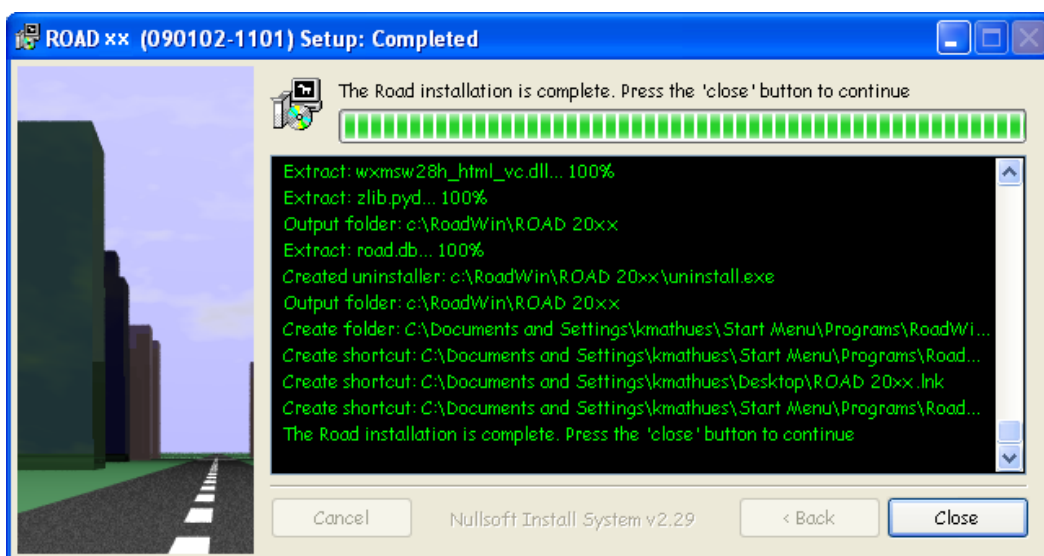 ROAD xx (090102-1101) Setup: Completed
The Road installation is complete. Press the 'close' button to continue
Extract: wxmsw28h_html_vc.dll... 100%
Extract: zlib.pyd... 100%
Output folder: c:\RoadWin\ROAD 20xx
Extract: road.db... 100%
Created uninstaller: c:\RoadWin\ROAD 20xx\uninstall.exe
Output folder: c:\RoadWin\ROAD 20xx
Create folder: C:\Documents and Settings\kmathues\Start Menu\Programs\RoadWi...
Create shortcut: C:\Documents and Settings\kmathues\Start Menu\Programs\Road...
Create shortcut: C:\Documents and Settings\kmathues\Desktop\ROAD 20xx.lnk
Create shortcut: C:\Documents and Settings\kmathues\Start Menu\Programs\Road...
The Road installation is complete. Press the 'close' button to continue
Cancel Nullsoft Install System v2.29 < Back Close